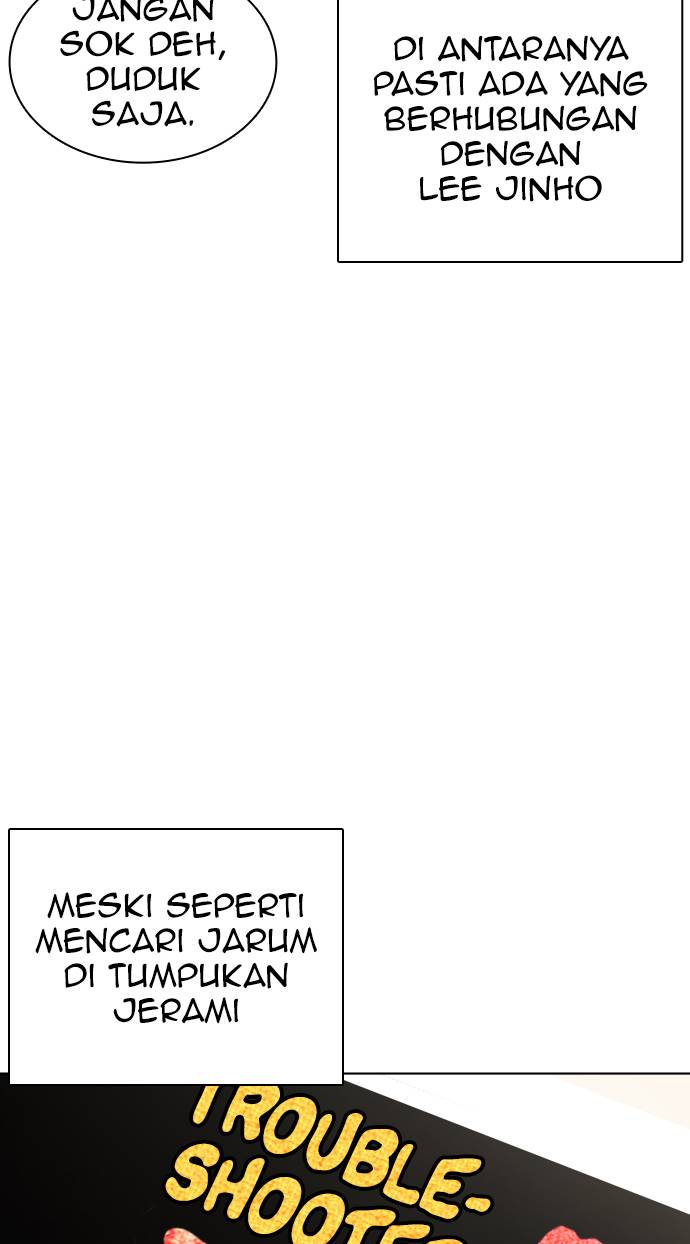 JANGAN
SOK DEH,
DUDUK
SAJA.
DI ANTARANYA
PASTI ADA YANG
BERHUBUNGAN
DENGAN
LEE JINHO
MESKI SEPERTI
MENCARI JARUM
DI TUMPUKAN
JERAMI
TROUBLE-
SHOOTER